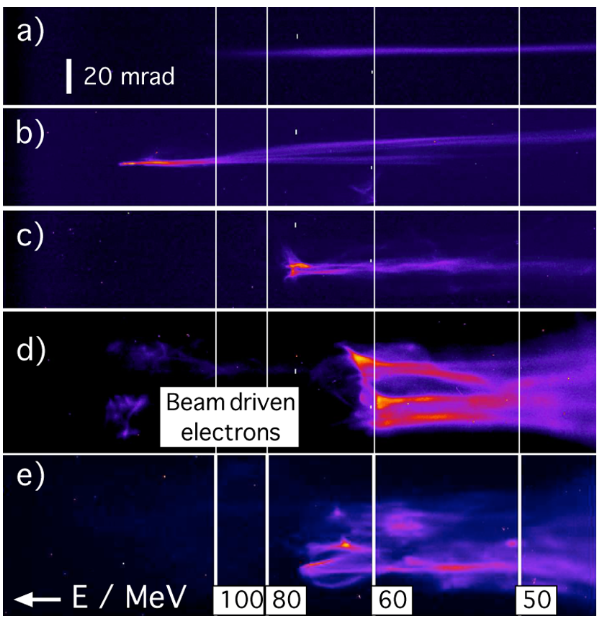 a)
20 mrad
b)
c)
d)
Beam driven
electrons
e)
← E / MeV
100
80
60
50